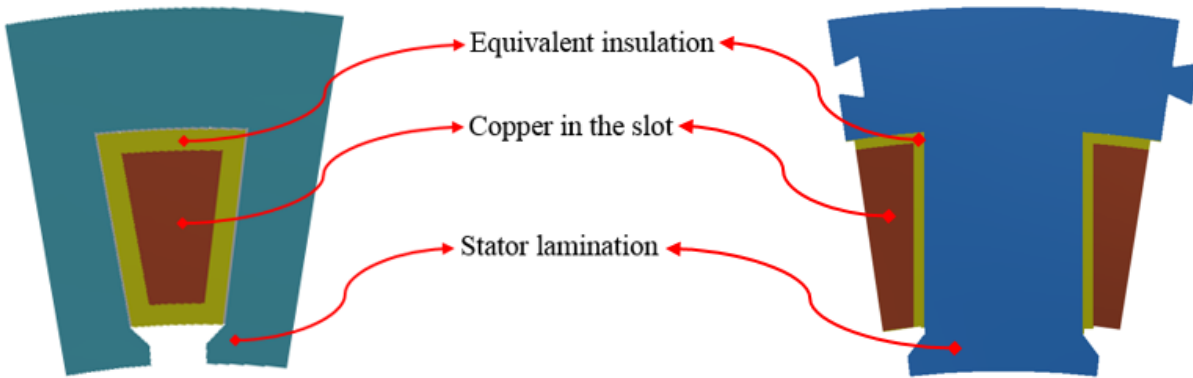 Equivalent insulation
Copper in the slot
Stator lamination